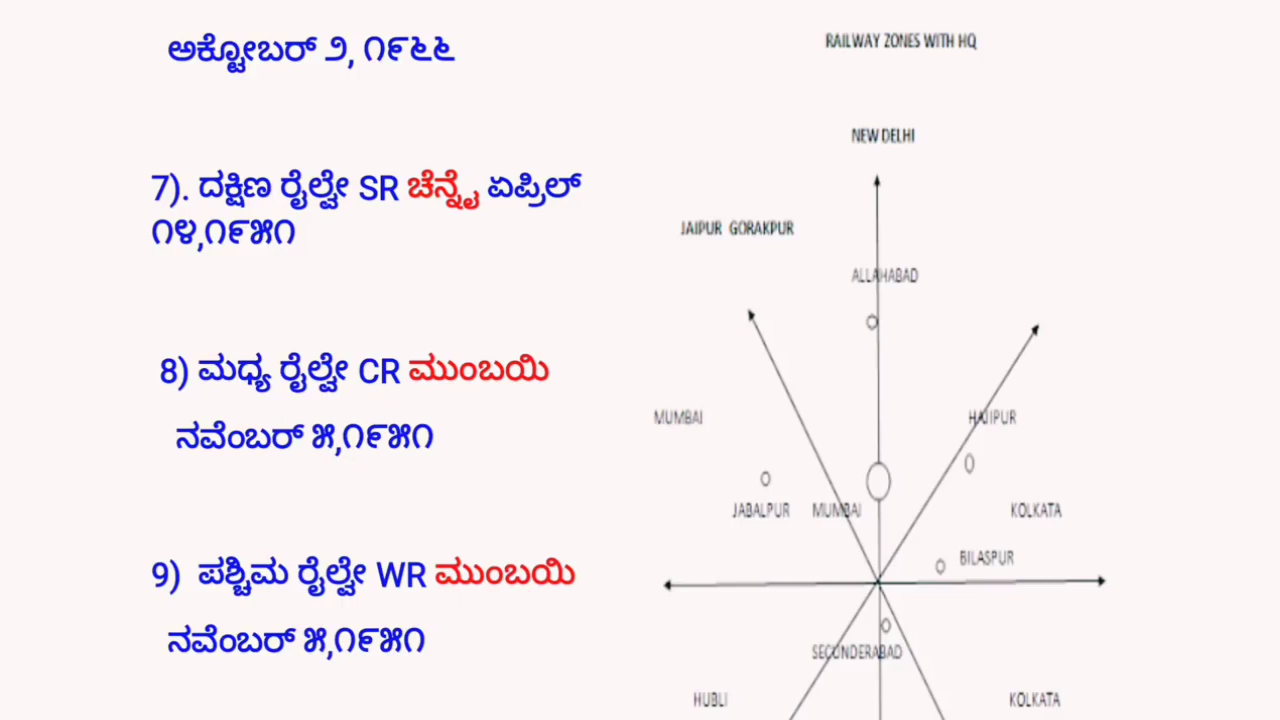 ಅಕ್ಟೋಬರ್ ೨, ೧೯೬೬
7). ದಕ್ಷಿಣ ರೈಲ್ವೇ SR ಚೆನ್ನೈ ಏಪ್ರಿಲ್
೧೪,೧೯೫೧
8) ಮಧ್ಯ ರೈಲ್ವೇ CR ಮುಂಬಯಿ
ನವೆಂಬರ್ ೫,೧೯೫೧
9) ಪಶ್ಚಿಮ ರೈಲ್ವೇ WR ಮುಂಬಯಿ
ನವೆಂಬರ್ ೫,೧೯೫೧
RAILWAY ZONES WITH HQ
NEW DELHI
JAIPUR GORAKPUR
ALLAHABAD
MUMBAI
HAJIPUR
JABALPUR
MUMBAI
KOLKATA
BILASPUR
SECUNDERABAD
HUBLI
KOLKATA